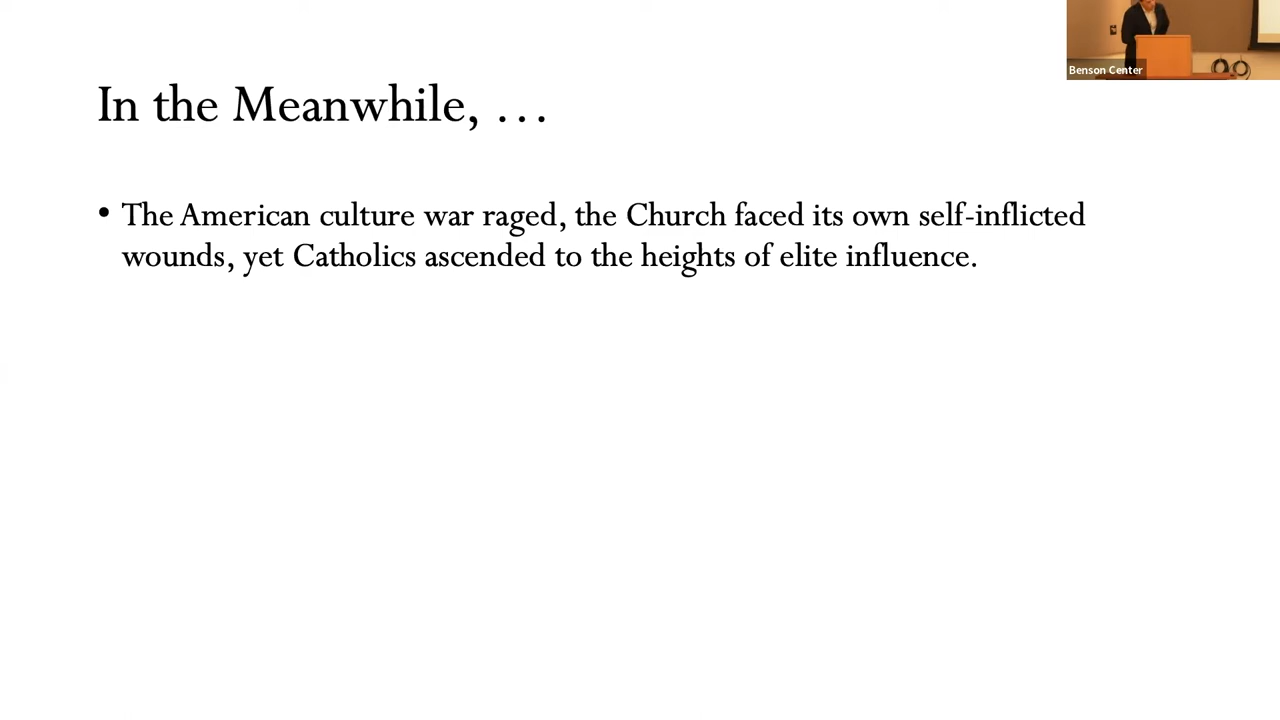 Benson Center
In the Meanwhile, …
• The American culture war raged, the Church faced its own self-inflicted
wounds, yet Catholics ascended to the heights of elite influence.